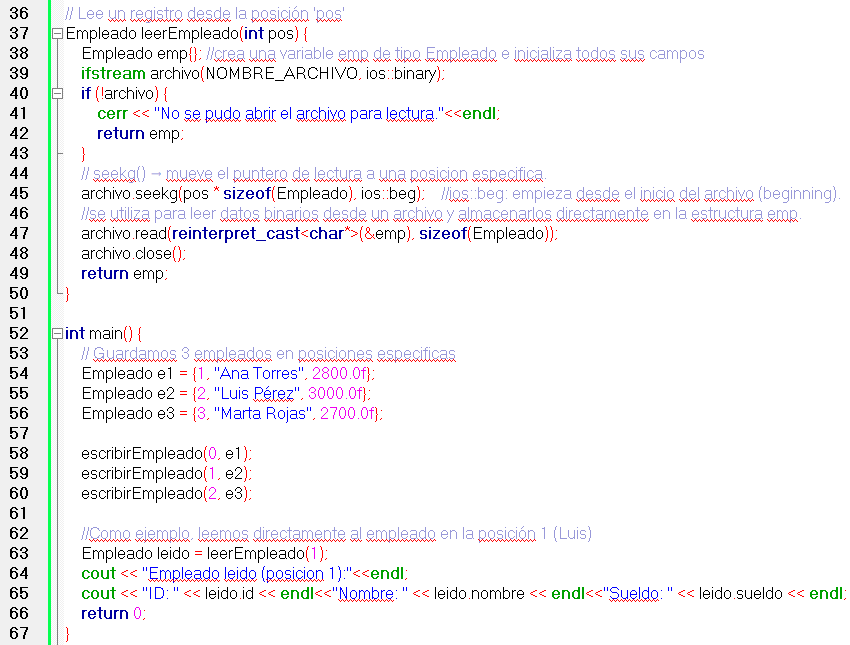 36 // Lee un registro desde la posición 'pos'
37 Empleado leerEmpleado(int pos) {
38 Empleado emp{}; //crea una variable emp de tipo Empleado e inicializa todos sus campos
39 ifstream archivo(NOMBRE_ARCHIVO, ios::binary);
40 if (!archivo) {
41 cerr << "No se pudo abrir el archivo para lectura."<<endl;
42 return emp;
43 }
44 // seekg() → mueve el puntero de lectura a una posicion especifica.
45 archivo.seekg(pos * sizeof(Empleado), ios::beg); //ios::beg: empieza desde el inicio del archivo (beginning).
46 //se utiliza para leer datos binarios desde un archivo y almacenarlos directamente en la estructura emp.
47 archivo.read(reinterpret_cast<char*>(&emp), sizeof(Empleado));
48 archivo.close();
49 return emp;
50 }
51
52 int main() {
53 // Guardamos 3 empleados en posiciones especificas
54 Empleado e1 = {1, "Ana Torres", 2800.0f};
55 Empleado e2 = {2, "Luis Pérez", 3000.0f};
56 Empleado e3 = {3, "Marta Rojas", 2700.0f};
57
58 escribirEmpleado(0, e1);
59 escribirEmpleado(1, e2);
60 escribirEmpleado(2, e3);
61
62 //Como ejemplo, leemos directamente al empleado en la posición 1 (Luis)
63 Empleado leido = leerEmpleado(1);
64 cout << "Empleado leido (posicion 1):"<<endl;
65 cout << "ID: " << leido.id << endl<<"Nombre: " << leido.nombre << endl<<"Sueldo: " << leido.sueldo << endl;
66 return 0;
67 }